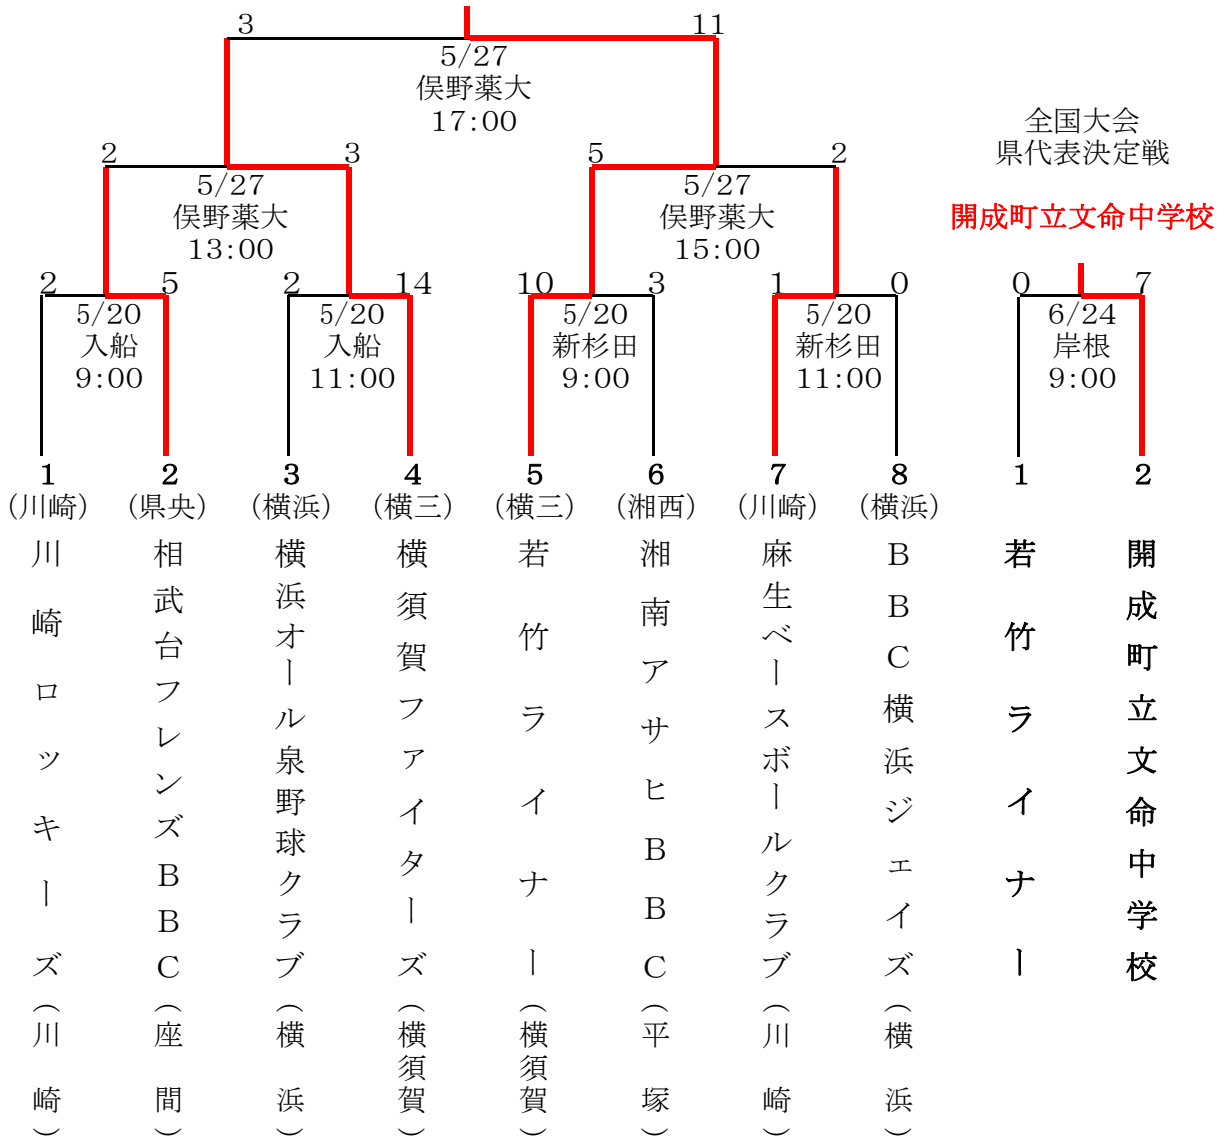 3 11
5/27
俣野薬大
17:00
全国大会
県代表決定戦
開成町立文命中学校
2 3 5 2
5/27 5/27
俣野薬大 俣野薬大
13:00 15:00
2 5 2 14 10 3 1 0 0 7
5/20 5/20 5/20 5/20 6/24
入船 入船 新杉田 新杉田 岸根
9:00 11:00 9:00 11:00 9:00
1 2 3 4 5 6 7 8 1 2
(川崎) (県央) (横浜) (横三) (横三) (湘西) (川崎) (横浜)
川崎ロッキーズ(川崎)
相武台フレンズBBC(座間)
横浜オール泉野球クラブ(横浜)
横須賀ファイターズ(横須賀)
若竹ライナー(横須賀)
湘南アサヒBBC(平塚)
麻生ベースボールクラブ(川崎)
BBC横浜ジェイズ(横浜)
若竹ライナー
開成町立文命中学校